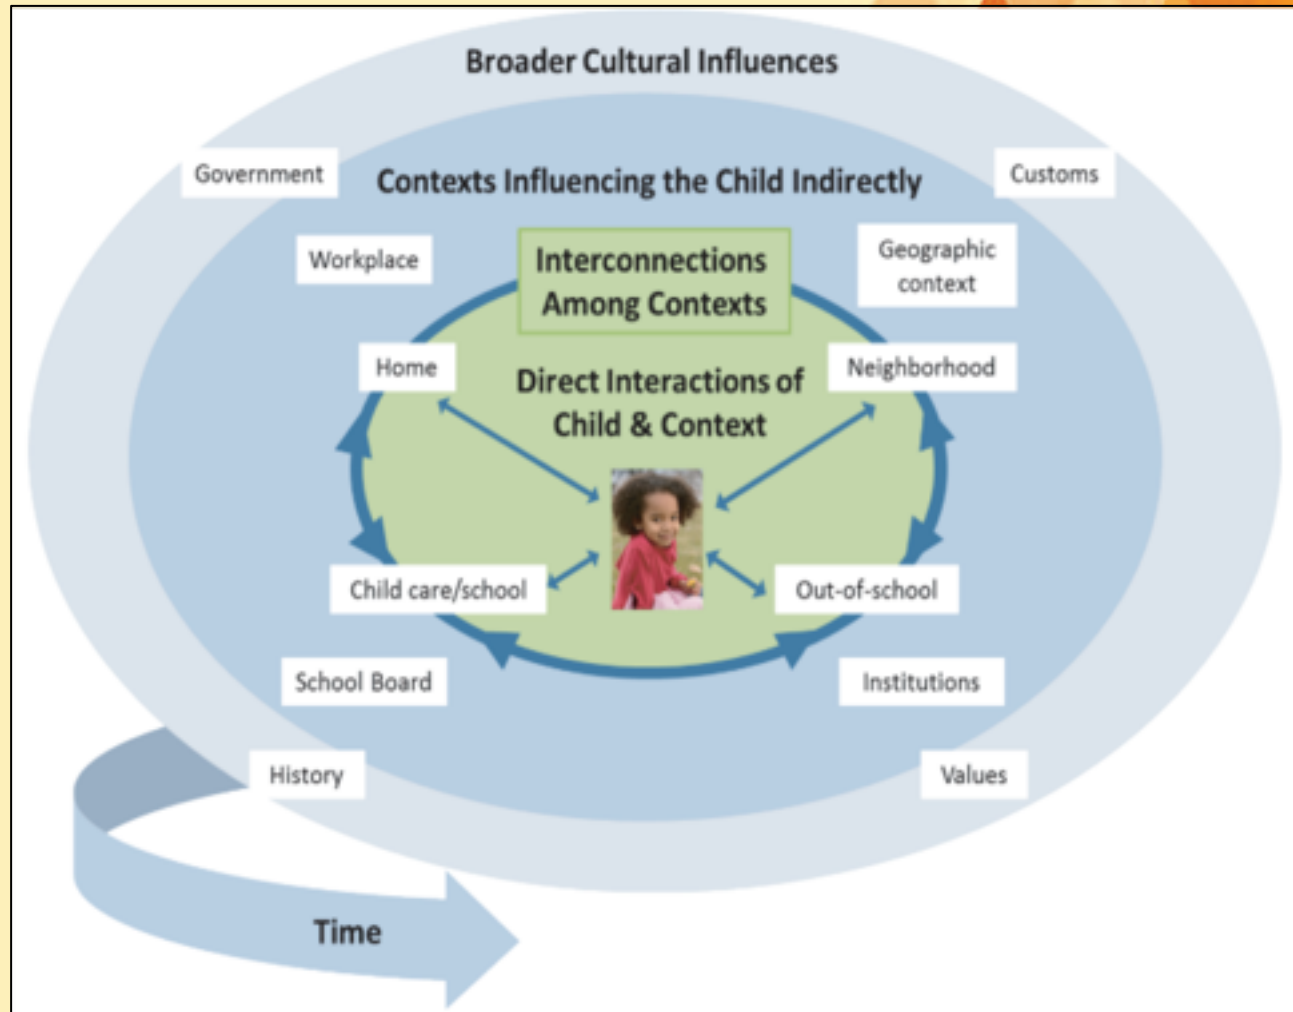 Broader Cultural Influences
Government
Customs
Contexts Influencing the Child Indirectly
Workplace
Interconnections
Among Contexts
Geographic
context
Home
Direct Interactions of
Child & Context
Neighborhood
Child care/school
Out-of-school
School Board
Institutions
History
Values
Time